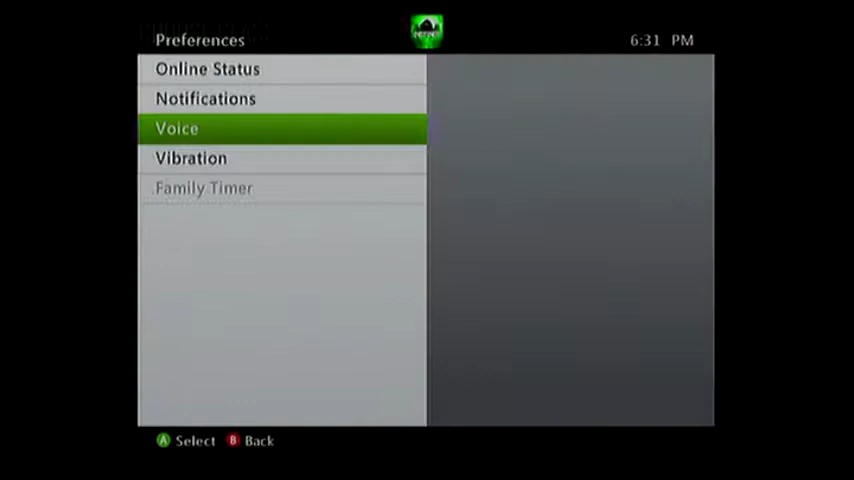 Preferences
6:31 PM
Online Status
Notifications
Voice
Vibration
Family Timer
A Select B Back